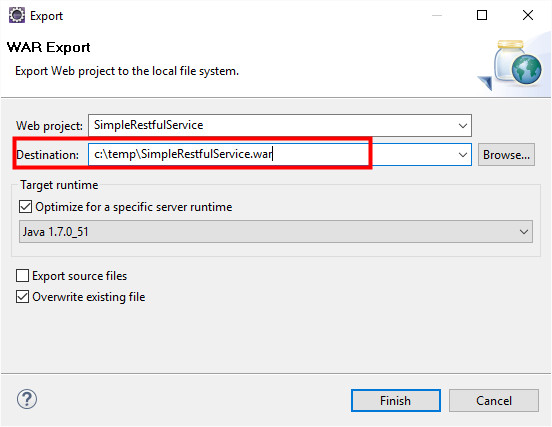 Export
WAR Export
Export Web project to the local file system.
Web project: SimpleRestfulService
Destination: c:\temp\SimpleRestfulService.war Browse...
Target runtime
Optimize for a specific server runtime
Java 1.7.0_51
Export source files
Overwrite existing file
? Finish Cancel